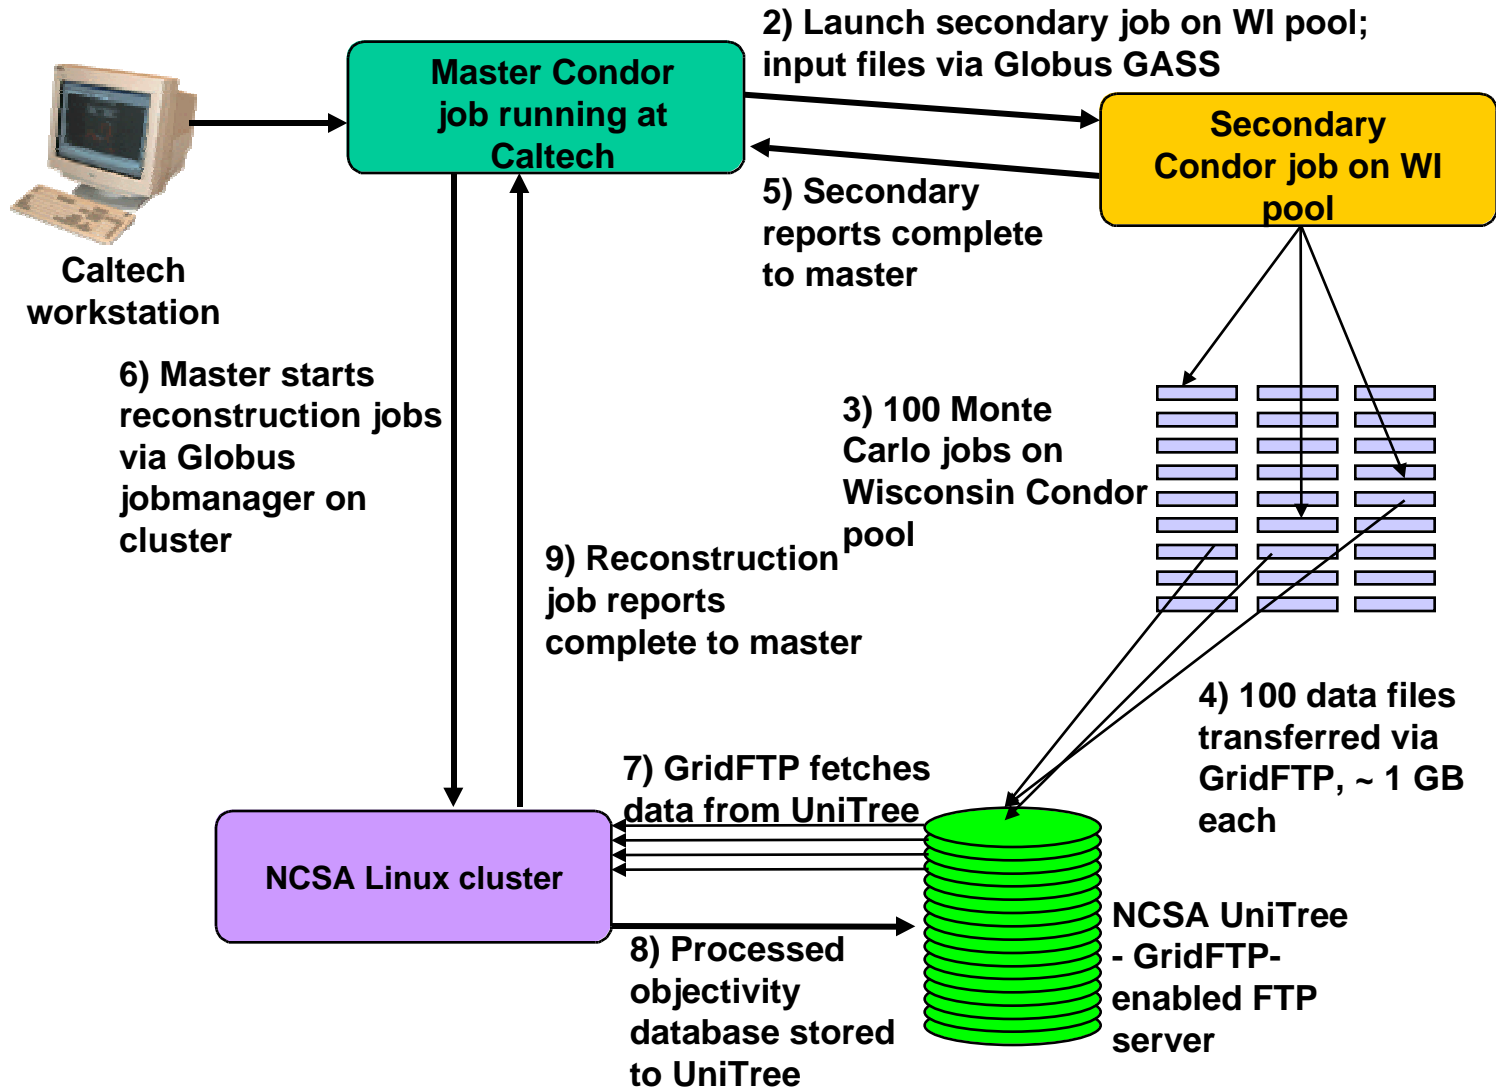 2) Launch secondary job on WI pool;
input files via Globus GASS
Master Condor
job running at
Caltech
Secondary
Condor job on WI
pool
5) Secondary
reports complete
to master
Caltech
workstation
6) Master starts
reconstruction jobs
via Globus
jobmanager on
cluster
3) 100 Monte
Carlo jobs on
Wisconsin Condor
pool
9) Reconstruction
job reports
complete to master
4) 100 data files
transferred via
GridFTP, ~ 1 GB
each
7) GridFTP fetches
data from UniTree
NCSA Linux cluster
NCSA UniTree
- GridFTP-
enabled FTP
server
8) Processed
objectivity
database stored
to UniTree